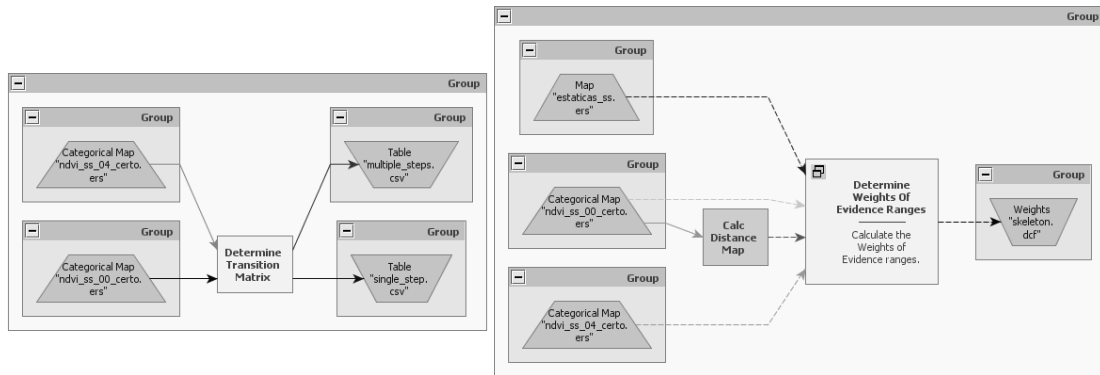 Group
Group
Categorical Map
"ndvi_ss_04_certo.
ers"
Group
Table
"multiple_steps.
csv"
Group
Categorical Map
"ndvi_ss_00_certo.
ers"
Determine
Transition
Matrix
Group
Table
"single_step.
csv"
Group
Group
Map
"estaticas_ss.
ers"
Group
Categorical Map
"ndvi_ss_00_certo.
ers"
Calc
Distance
Map
Group
Categorical Map
"ndvi_ss_04_certo.
ers"
Determine
Weights Of
Evidence Ranges
Calculate the
Weights of
Evidence ranges.
Group
Weights
"skeleton.
dcf"